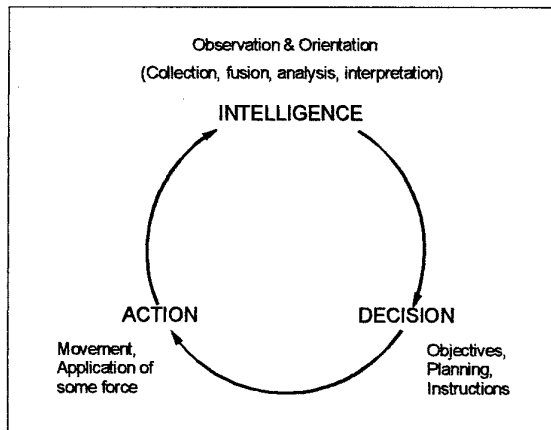 Observation & Orientation
(Collection, fusion, analysis, interpretation)
INTELLIGENCE
ACTION
Movement,
Application of
some force
DECISION
Objectives,
Planning,
Instructions